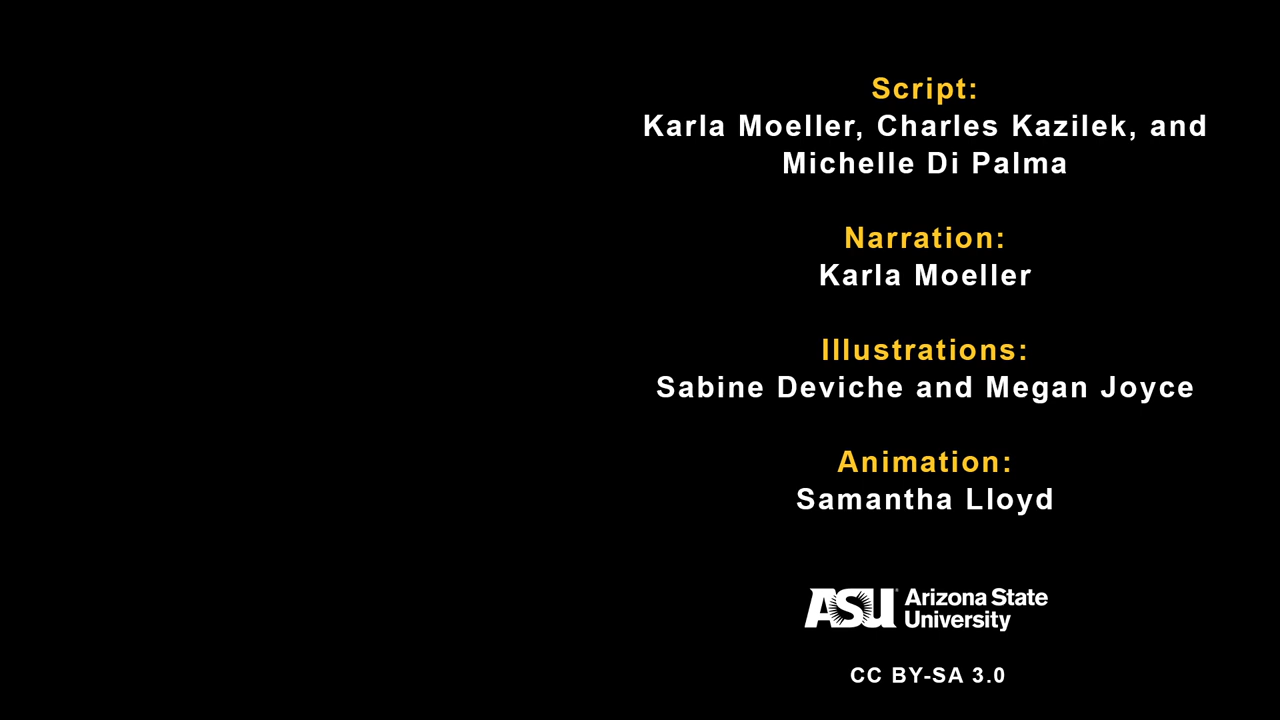 Script:
Karla Moeller, Charles Kazilek, and
Michelle Di Palma
Narration:
Karla Moeller
Illustrations:
Sabine Deviche and Megan Joyce
Animation:
Samantha Lloyd
ASU Arizona State
University
CC BY-SA 3.0